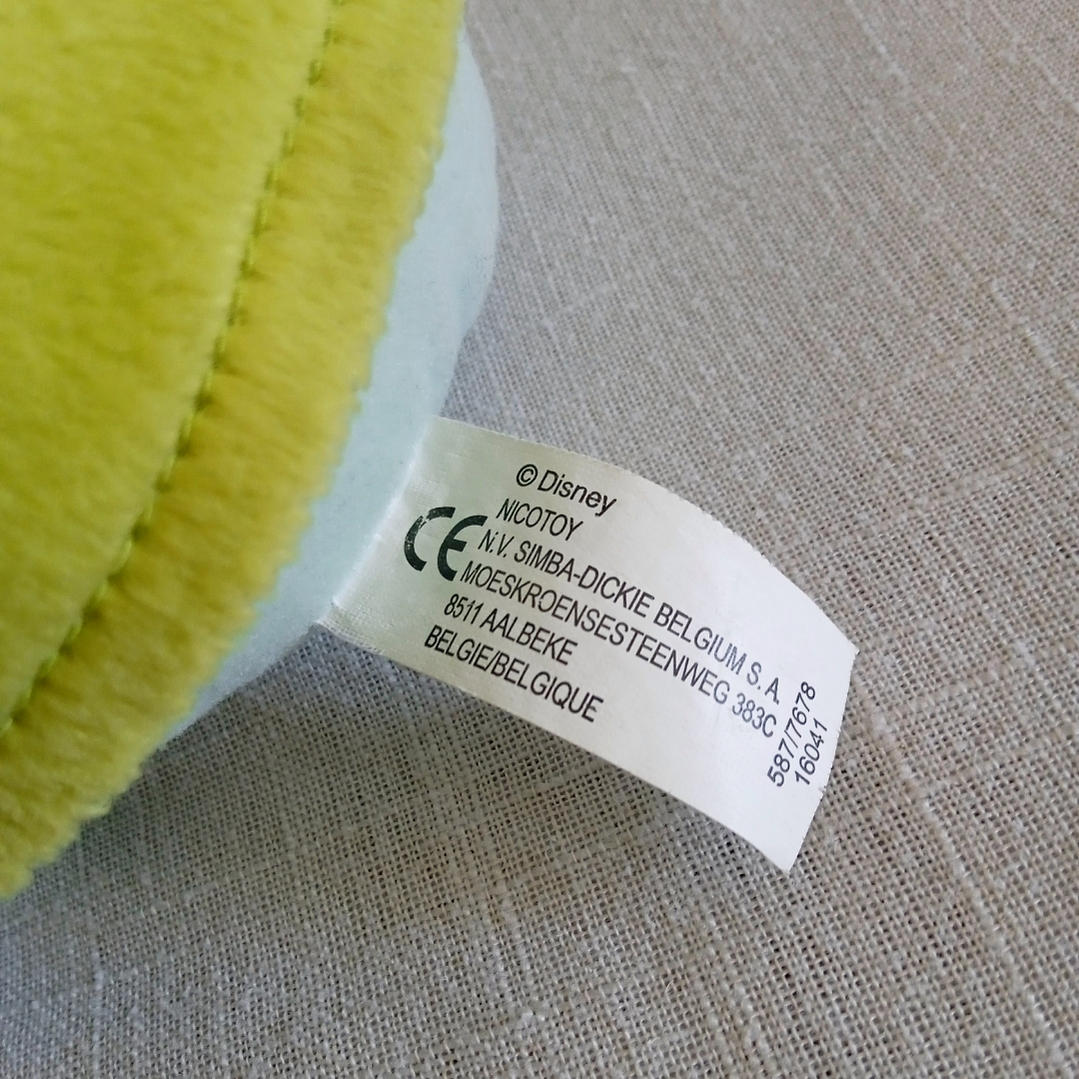 © Disney
NICOTOY
CE
N.V. SIMBA-DICKIE BELGIUM S.A.
MOESKROENSESTEENWEG 383C
8511 AALBEKE
BELGIE/BELGIQUE
587/7678
16041